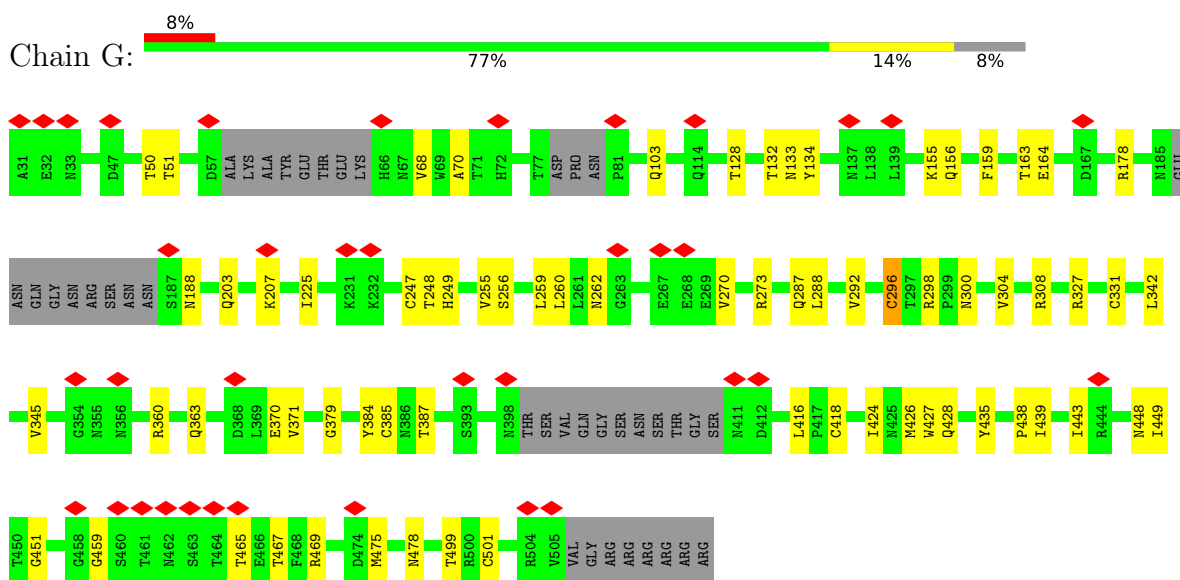 8%
Chain G:
77% 14% 8%
A31 E32 N33 D47 T50 T51 D57 ALA LYS ALA TYR GLU THR GLU LYS H66 N67 V68 W69 A70 T71 H72 T77 ASP PRO ASN P81 Q103 Q114 T128 T132 N133 Y134 N137 L138 L139 K155 Q156 F159 T163 E164 D167 R178 N185
ASN GLN GLY ASN ARG SER ASN ASN S187 N188 Q203 K207 I225 K231 K232 C247 T248 H249 V255 S256 L259 L260 L261 N262 G263 E267 E268 E269 V270 R273 Q287 L288 V292 C296 T297 R298 P299 N300 V304 R308 R327 C331 L342
V345 G354 N355 N356 R360 Q363 D368 L369 E370 V371 G379 Y384 C385 N386 T387 S393 N398 THR SER VAL GLN GLY SER ASN SER THR GLY SER N411 D412 L416 P417 C418 I424 N425 M426 W427 Q428 Y435 P438 I439 I443 R444 N448 I449
T450 G451 G458 G459 S460 T461 N462 S463 T464 T465 E466 T467 F468 R469 D474 M475 N478 T499 R500 C501 R504 V505 VAL GLY ARG ARG ARG ARG ARG ARG